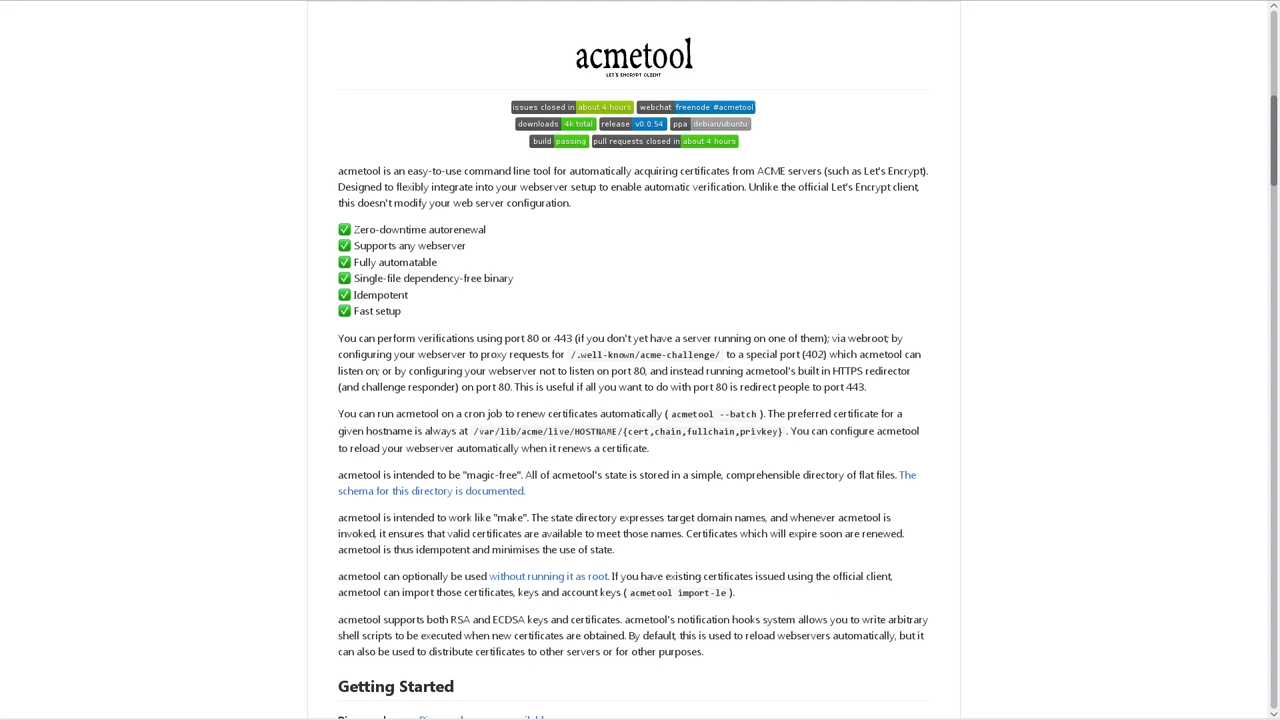 acmetool
LET'S ENCRYPT CLIENT
issues closed in about 4 hours webchat freenode #acmetool
downloads 4k total release v0.0.54 ppa debian/ubuntu
build passing pull requests closed in about 4 hours
acmetool is an easy-to-use command line tool for automatically acquiring certificates from ACME servers (such as Let's Encrypt).
Designed to flexibly integrate into your webserver setup to enable automatic verification. Unlike the official Let's Encrypt client,
this doesn't modify your web server configuration.
✅ Zero-downtime autorenewal
✅ Supports any webserver
✅ Fully automatable
✅ Single-file dependency-free binary
✅ Idempotent
✅ Fast setup
You can perform verifications using port 80 or 443 (if you don't yet have a server running on one of them); via webroot; by
configuring your webserver to proxy requests for /.well-known/acme-challenge/ to a special port (402) which acmetool can
listen on; or by configuring your webserver not to listen on port 80, and instead running acmetool's built in HTTPS redirector
(and challenge responder) on port 80. This is useful if all you want to do with port 80 is redirect people to port 443.
You can run acmetool on a cron job to renew certificates automatically ( acmetool --batch ). The preferred certificate for a
given hostname is always at /var/lib/acme/live/HOSTNAME/{cert,chain,fullchain,privkey} . You can configure acmetool
to reload your webserver automatically when it renews a certificate.
acmetool is intended to be "magic-free". All of acmetool's state is stored in a simple, comprehensible directory of flat files. The
schema for this directory is documented.
acmetool is intended to work like "make". The state directory expresses target domain names, and whenever acmetool is
invoked, it ensures that valid certificates are available to meet those names. Certificates which will expire soon are renewed.
acmetool is thus idempotent and minimises the use of state.
acmetool can optionally be used without running it as root. If you have existing certificates issued using the official client,
acmetool can import those certificates, keys and account keys ( acmetool import-le ).
acmetool supports both RSA and ECDSA keys and certificates. acmetool's notification hooks system allows you to write arbitrary
shell scripts to be executed when new certificates are obtained. By default, this is used to reload webservers automatically, but it
can also be used to distribute certificates to other servers or for other purposes.
Getting Started